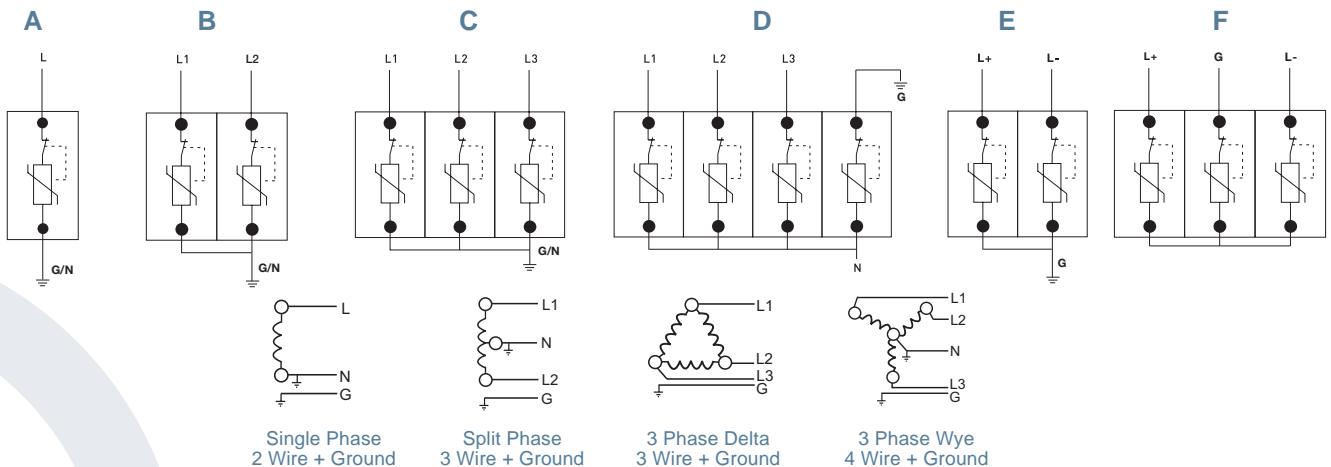 A B C D E F
L
L1 L2
L1 L2 L3
L1 L2 L3 G
L+ L-
L+ G L-
G/N
G/N
G/N
N
G
L
N
G
Single Phase
2 Wire + Ground
L1
N
L2
G
Split Phase
3 Wire + Ground
L1
L2
L3
G
3 Phase Delta
3 Wire + Ground
L1
L2
N
L3
G
3 Phase Wye
4 Wire + Ground